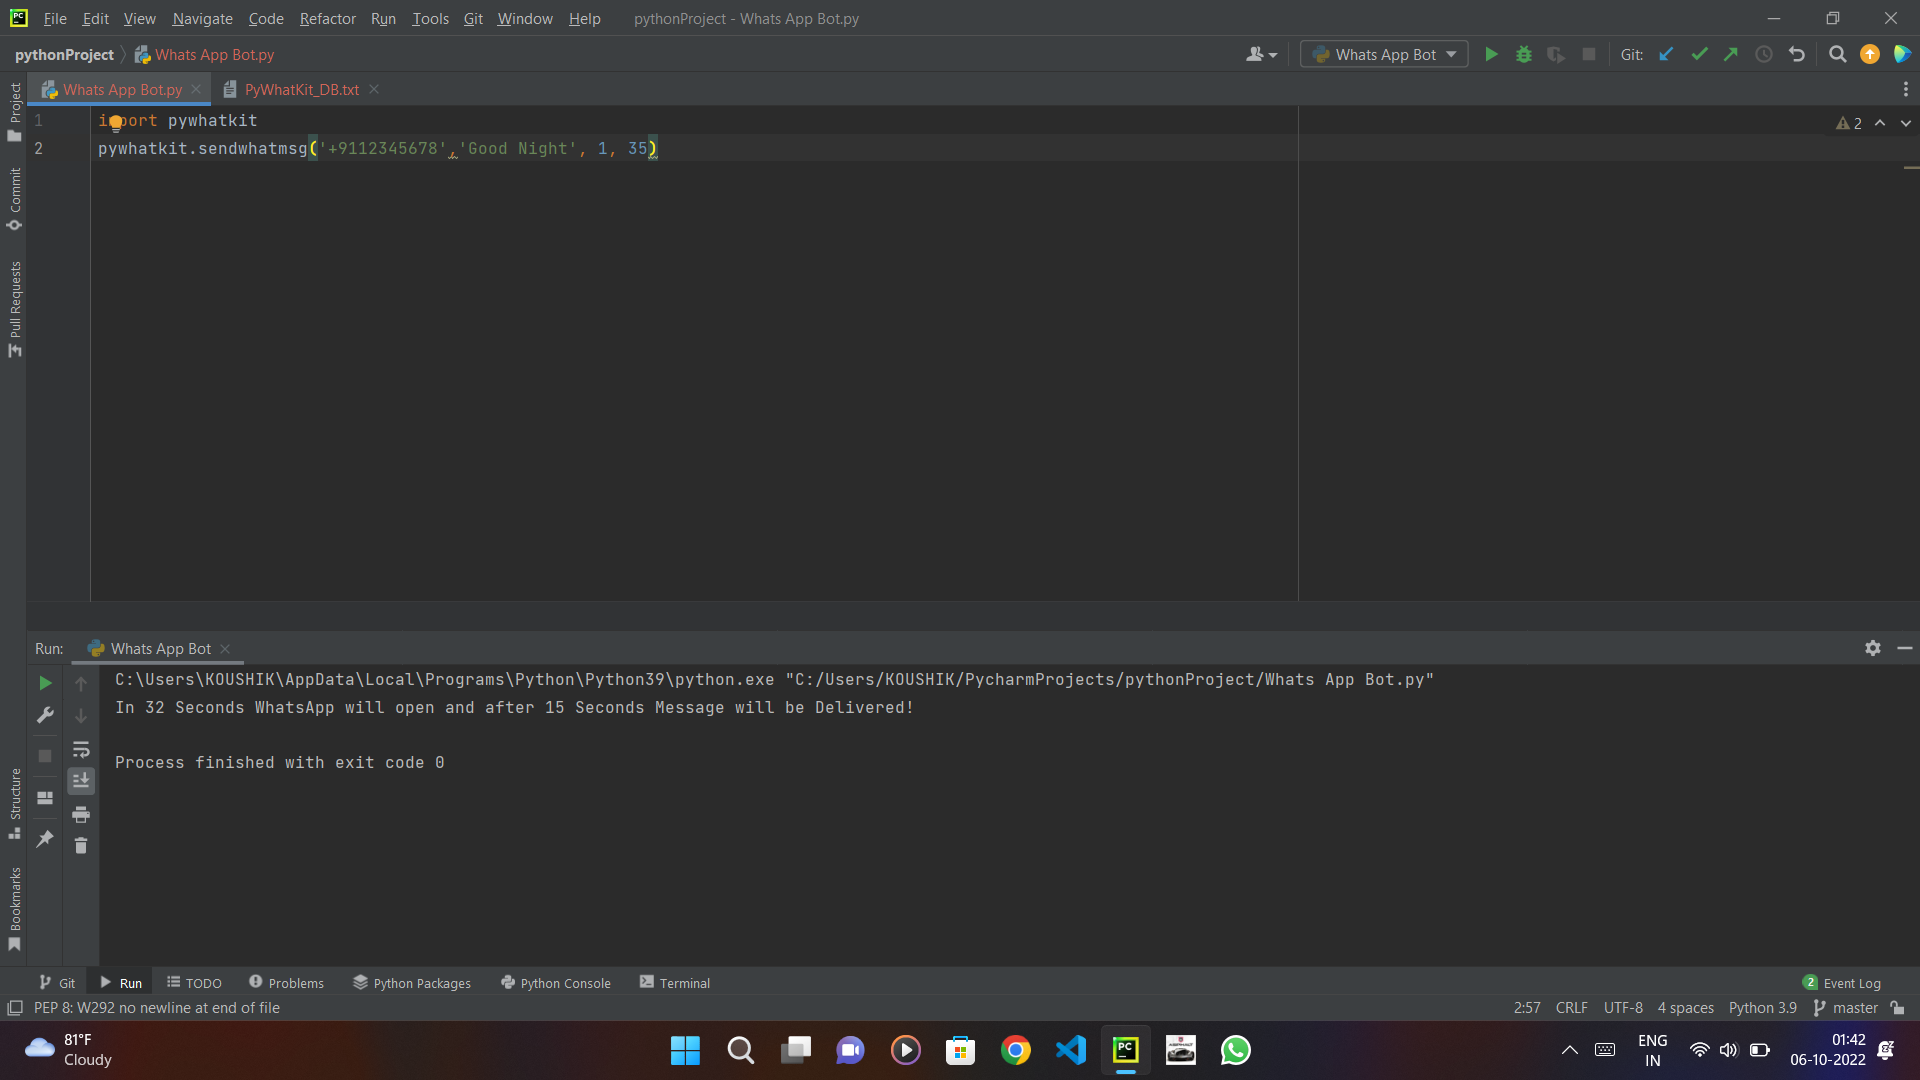 PC File Edit View Navigate Code Refactor Run Tools Git Window Help pythonProject - Whats App Bot.py
pythonProject Whats App Bot.py Whats App Bot Git:
Whats App Bot.py PyWhatKit_DB.txt
1 import pywhatkit 2
2 pywhatkit.sendwhatmsg('+9112345678','Good Night', 1, 35)
Project
Commit
Pull Requests
Structure
Bookmarks
Run: Whats App Bot
C:\Users\KOUSHIK\AppData\Local\Programs\Python\Python39\python.exe "C:/Users/KOUSHIK/PycharmProjects/pythonProject/Whats App Bot.py"
In 32 Seconds WhatsApp will open and after 15 Seconds Message will be Delivered!
Process finished with exit code 0
Git Run TODO Problems Python Packages Python Console Terminal 2 Event Log
PEP 8: W292 no newline at end of file 2:57 CRLF UTF-8 4 spaces Python 3.9 master
81°F
Cloudy
PC
ENG
IN
01:42
06-10-2022